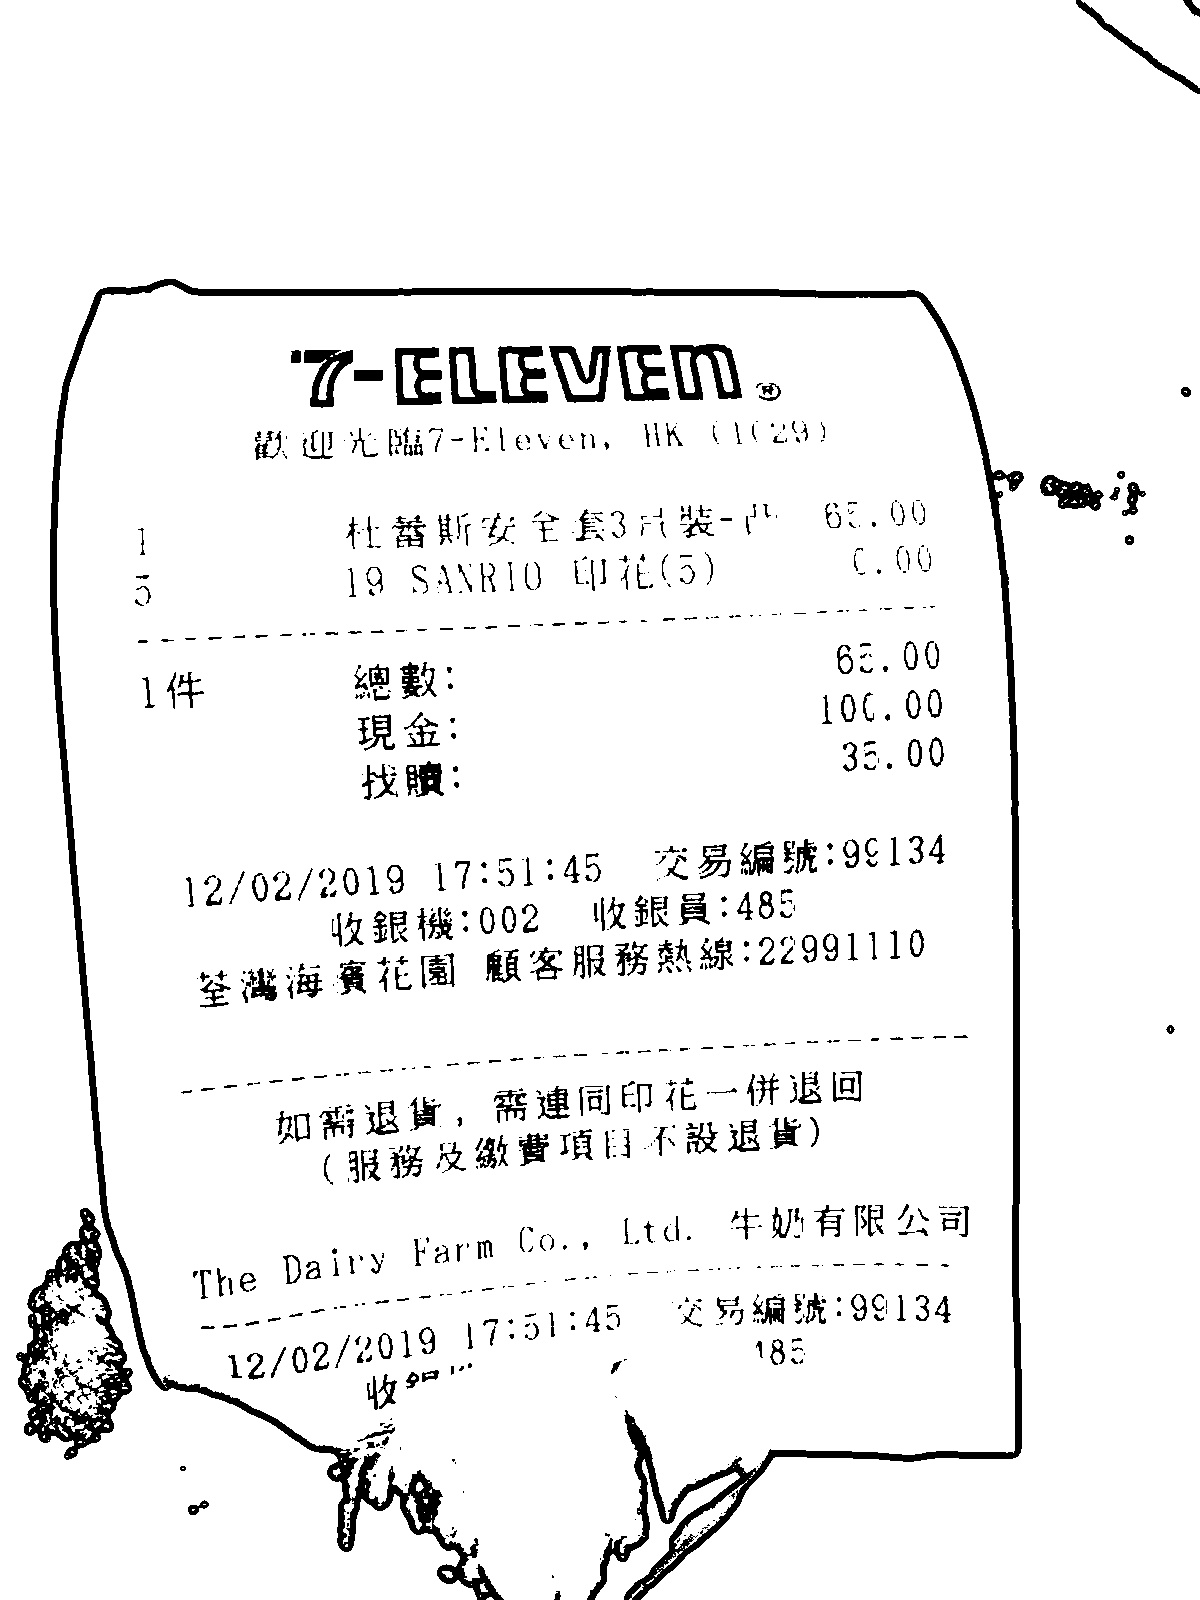 7-ELEVEN®
歡迎光臨7-Eleven, HK (1029)
1 杜蕾斯安全套3片裝- 65.00
5 19 SANRIO 印花(5) 0.00
1件 總數: 65.00
現金: 100.00
找贖: 35.00
12/02/2019 17:51:45 交易編號:99134
收銀機:002 收銀員:485
荃灣海濱花園 顧客服務熱線:22991110
如需退貨, 需連同印花一併退回
(服務及繳費項目不設退貨)
The Dairy Farm Co., Ltd. 牛奶有限公司
12/02/2019 17:51:45 交易編號:99134
收 485